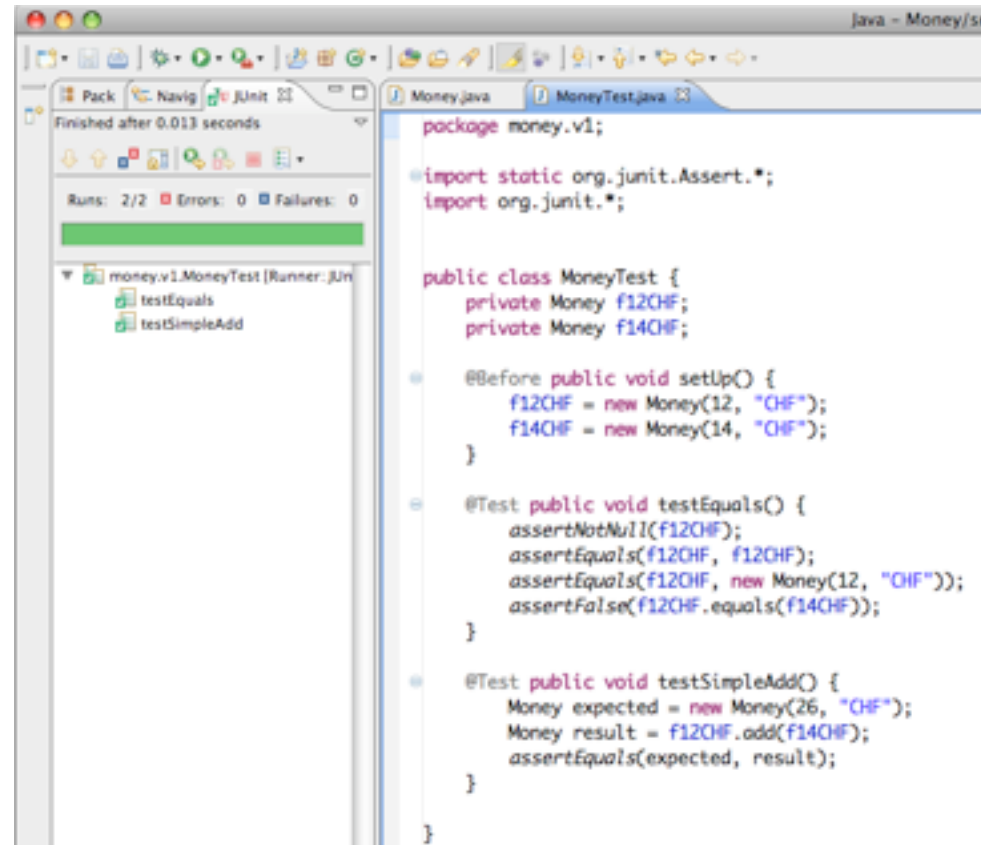 Java - Money/s
Pack Navig JUnit
Finished after 0.013 seconds
Runs: 2/2 Errors: 0 Failures: 0
money.v1.MoneyTest [Runner: JUn
testEquals
testSimpleAdd
Money.java MoneyTest.java
package money.v1;
import static org.junit.Assert.*;
import org.junit.*;
public class MoneyTest {
private Money f12CHF;
private Money f14CHF;
@Before public void setUp() {
f12CHF = new Money(12, "CHF");
f14CHF = new Money(14, "CHF");
}
@Test public void testEquals() {
assertNotNull(f12CHF);
assertEquals(f12CHF, f12CHF);
assertEquals(f12CHF, new Money(12, "CHF"));
assertFalse(f12CHF.equals(f14CHF));
}
@Test public void testSimpleAdd() {
Money expected = new Money(26, "CHF");
Money result = f12CHF.add(f14CHF);
assertEquals(expected, result);
}
}